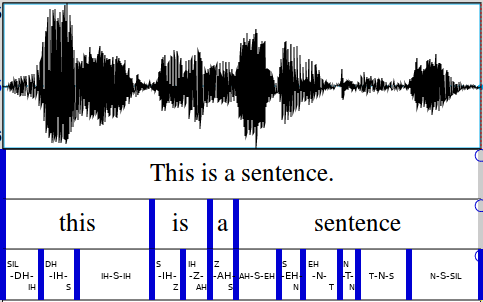 This is a sentence.
this is a sentence
SIL DH S IH Z S EH N
-DH- -IH- IH-S-IH -IH- -Z- -AH- AH-S-EH -EH- -N- -T- T-N-S N-S-SIL
IH S Z AH S N T N